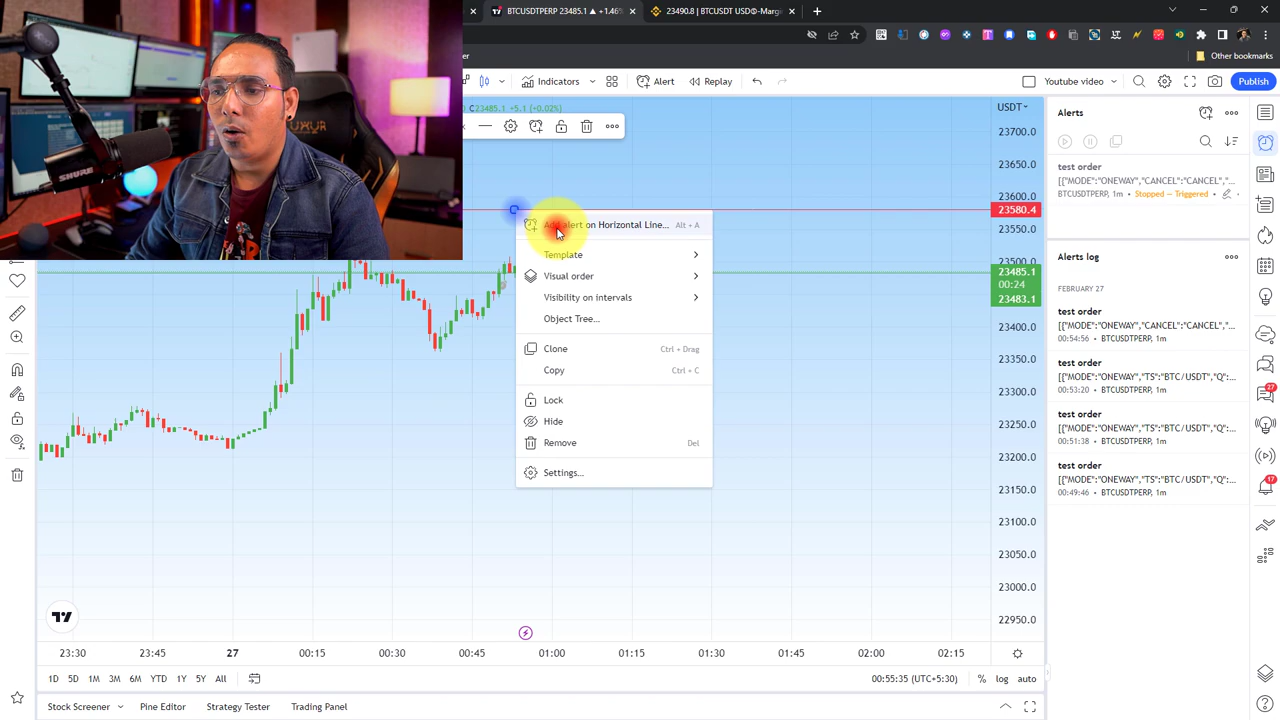 BTCUSDTPERP 23485.1 ▲ +1.46%
23490.8 | BTCUSDT USD©-Marg
Other bookmarks
Indicators
Alert
Replay
Youtube video
Publish
C23485.1 +5.1 (+0.02%)
USDT
23700.0
23650.0
23600.0
23580.4
23550.0
23500.0
23485.1
00:24
23483.1
23400.0
23350.0
23300.0
23250.0
23200.0
23150.0
23100.0
23050.0
23000.0
22950.0
Add alert on Horizontal Line... Alt + A
Template
Visual order
Visibility on intervals
Object Tree...
Clone Ctrl + Drag
Copy Ctrl + C
Lock
Hide
Remove Del
Settings...
Alerts
test order
[{"MODE":"ONEWAY","CANCEL":"CANCEL","...
BTCUSDTPERP, 1m • Stopped — Triggered •
Alerts log
FEBRUARY 27
test order
[{"MODE":"ONEWAY","CANCEL":"CANCEL","...
00:54:56 • BTCUSDTPERP, 1m
test order
[{"MODE":"ONEWAY","TS":"BTC/USDT","Q":...
00:53:20 • BTCUSDTPERP, 1m
test order
[{"MODE":"ONEWAY","TS":"BTC/USDT","Q":...
00:51:38 • BTCUSDTPERP, 1m
test order
[{"MODE":"ONEWAY","TS":"BTC/USDT","Q":...
00:49:46 • BTCUSDTPERP, 1m
27
17
SHURE
23:30 23:45 27 00:15 00:30 00:45 01:00 01:15 01:30 01:45 02:00 02:15
1D 5D 1M 3M 6M YTD 1Y 5Y All
00:55:35 (UTC+5:30) % log auto
Stock Screener Pine Editor Strategy Tester Trading Panel